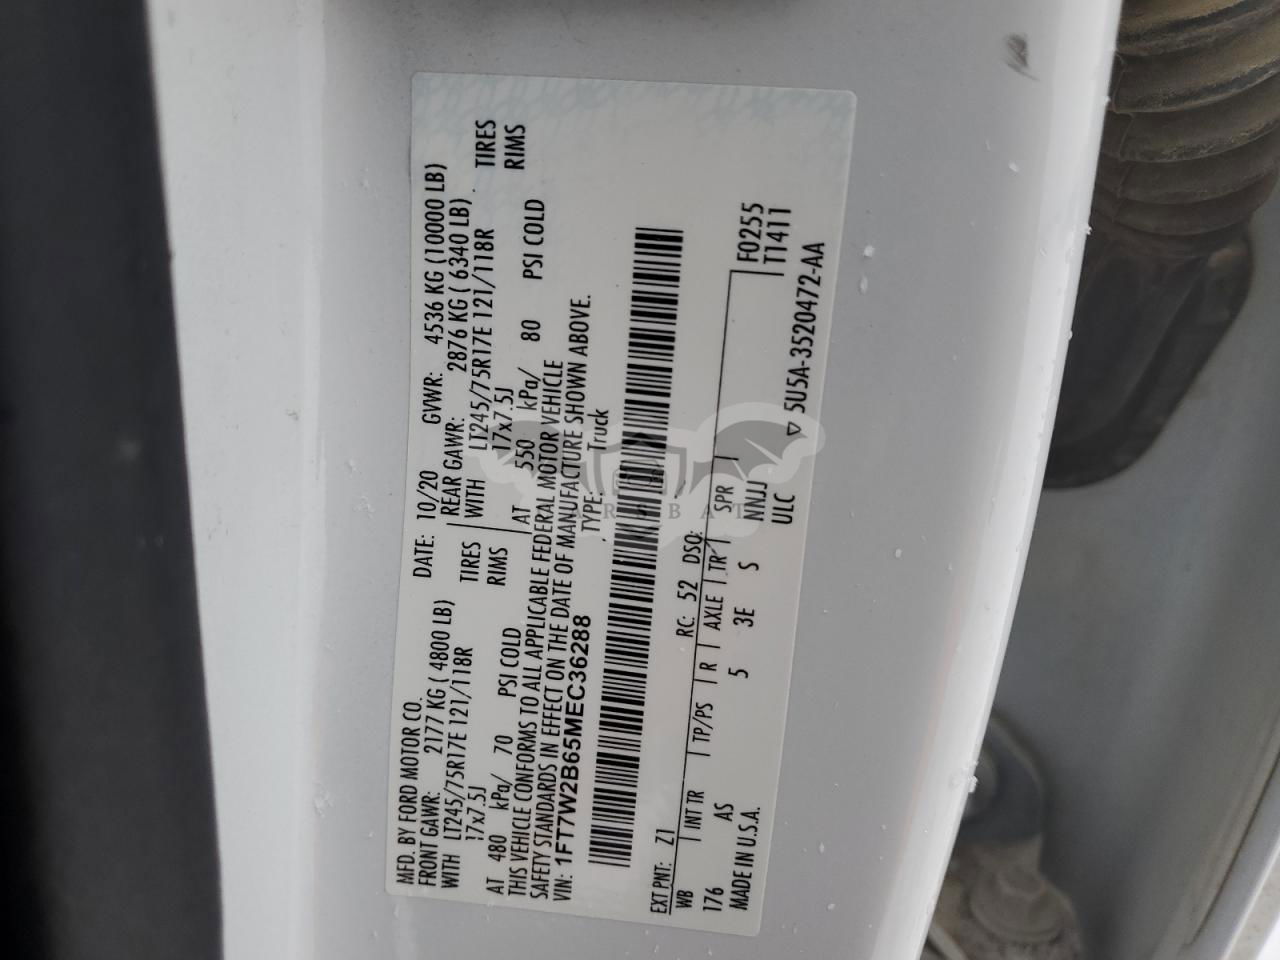 MFD. BY FORD MOTOR CO.
DATE: 10/20 GVWR: 4536 KG (10000 LB)
FRONT GAWR: 2177 KG ( 4800 LB)
REAR GAWR: 2876 KG ( 6340 LB)
WITH LT245/75R17E 121/118R TIRES
WITH LT245/75R17E 121/118R TIRES
17x7.5J RIMS
17x7.5J RIMS
AT 480 kPa/ 70 PSI COLD
AT 550 kPa/ 80 PSI COLD
THIS VEHICLE CONFORMS TO ALL APPLICABLE FEDERAL MOTOR VEHICLE
SAFETY STANDARDS IN EFFECT ON THE DATE OF MANUFACTURE SHOWN ABOVE.
VIN: 1FT7W2B65MEC36288
TYPE: Truck
EXT PNT: Z1 RC: 52 DSO:
WB INT TR TP/PS R AXLE TR SPR F0255
176 AS 5 3E S NNJJ T1411
MADE IN U.S.A. ULC
▽ 5U5A-3520472-AA
ARSBAT